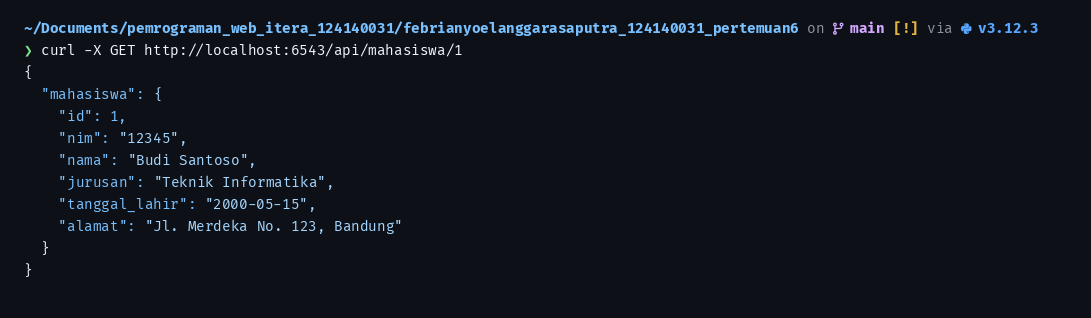 ~/Documents/pemrograman_web_itera_124140031/febrianyoelanggarasaputra_124140031_pertemuan6 on main [!] via v3.12.3
❯ curl -X GET http://localhost:6543/api/mahasiswa/1
{
  "mahasiswa": {
    "id": 1,
    "nim": "12345",
    "nama": "Budi Santoso",
    "jurusan": "Teknik Informatika",
    "tanggal_lahir": "2000-05-15",
    "alamat": "Jl. Merdeka No. 123, Bandung"
  }
}